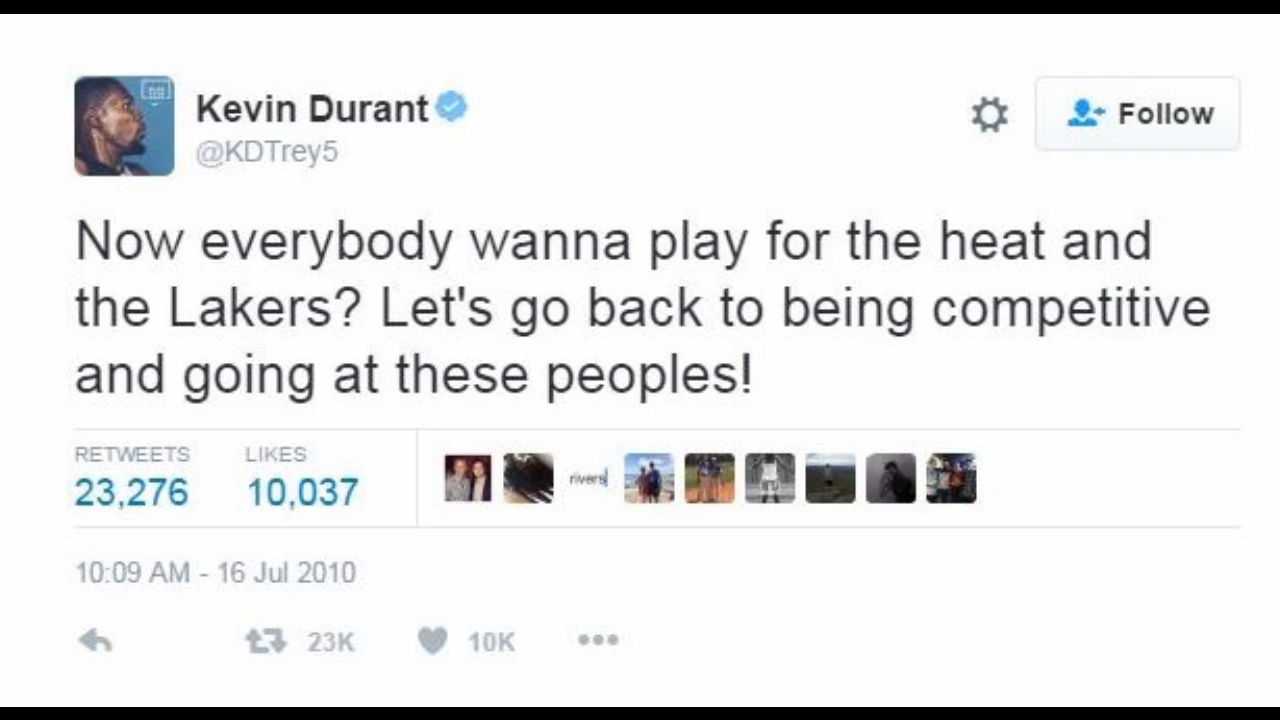 Kevin Durant
@KDTrey5
Follow
Now everybody wanna play for the heat and
the Lakers? Let's go back to being competitive
and going at these peoples!
RETWEETS LIKES
23,276 10,037
rivers
10:09 AM - 16 Jul 2010
23K 10K